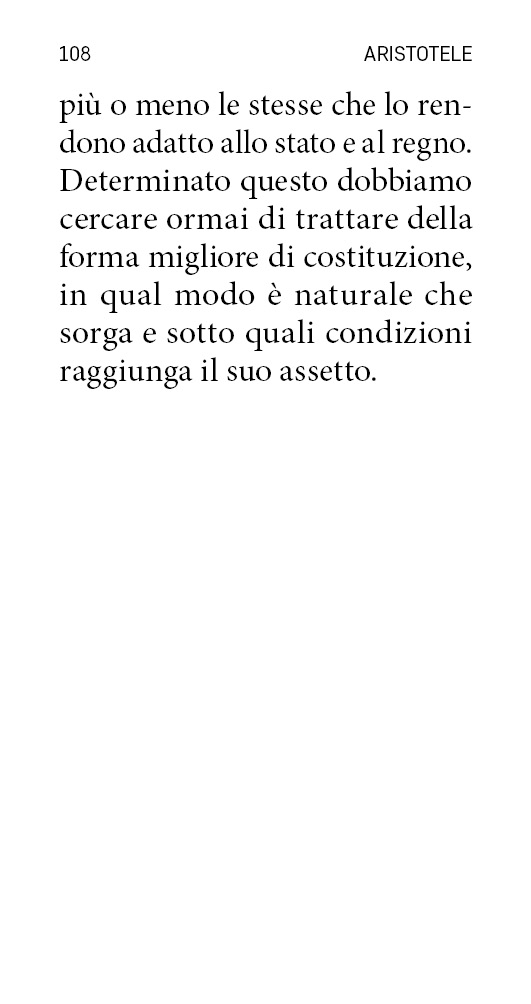 108 ARISTOTELE
più o meno le stesse che lo ren-
dono adatto allo stato e al regno.
Determinato questo dobbiamo
cercare ormai di trattare della
forma migliore di costituzione,
in qual modo è naturale che
sorga e sotto quali condizioni
raggiunga il suo assetto.